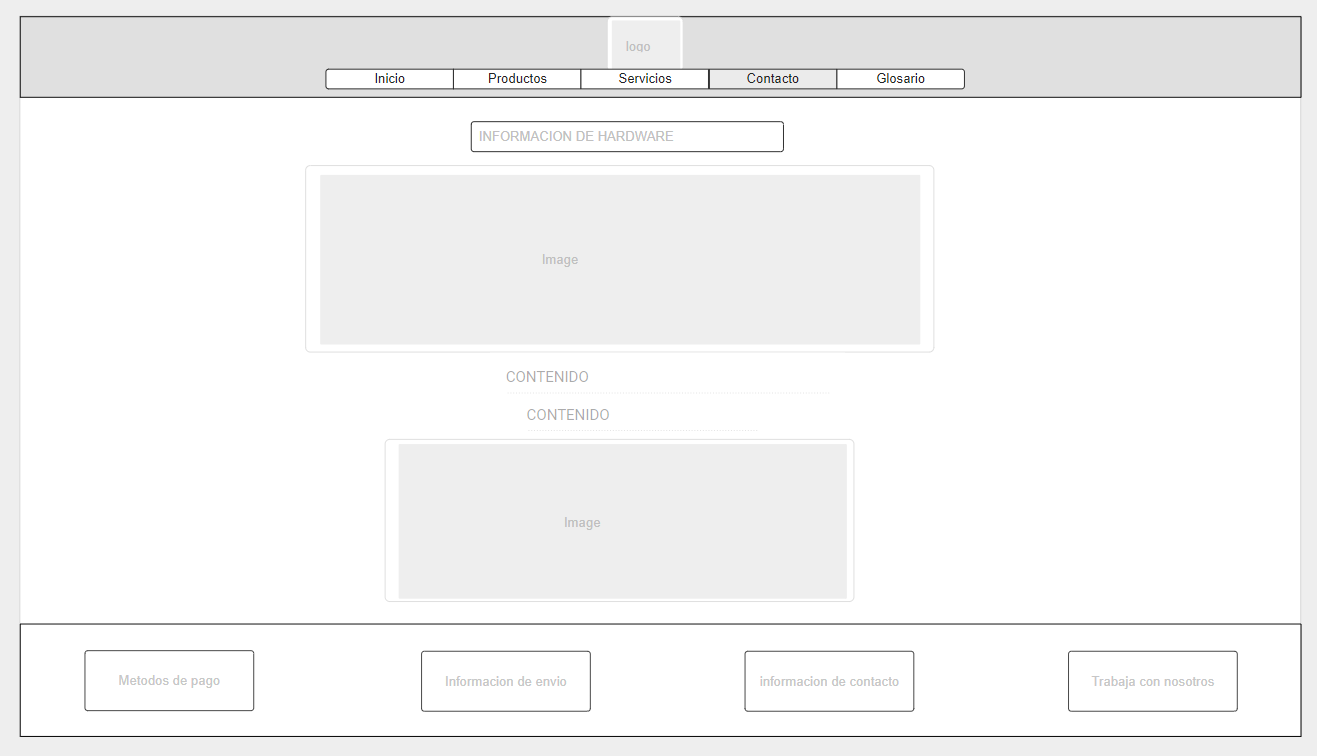 logo
Inicio Productos Servicios Contacto Glosario
INFORMACION DE HARDWARE
Image
CONTENIDO
CONTENIDO
Image
Metodos de pago Informacion de envio informacion de contacto Trabaja con nosotros